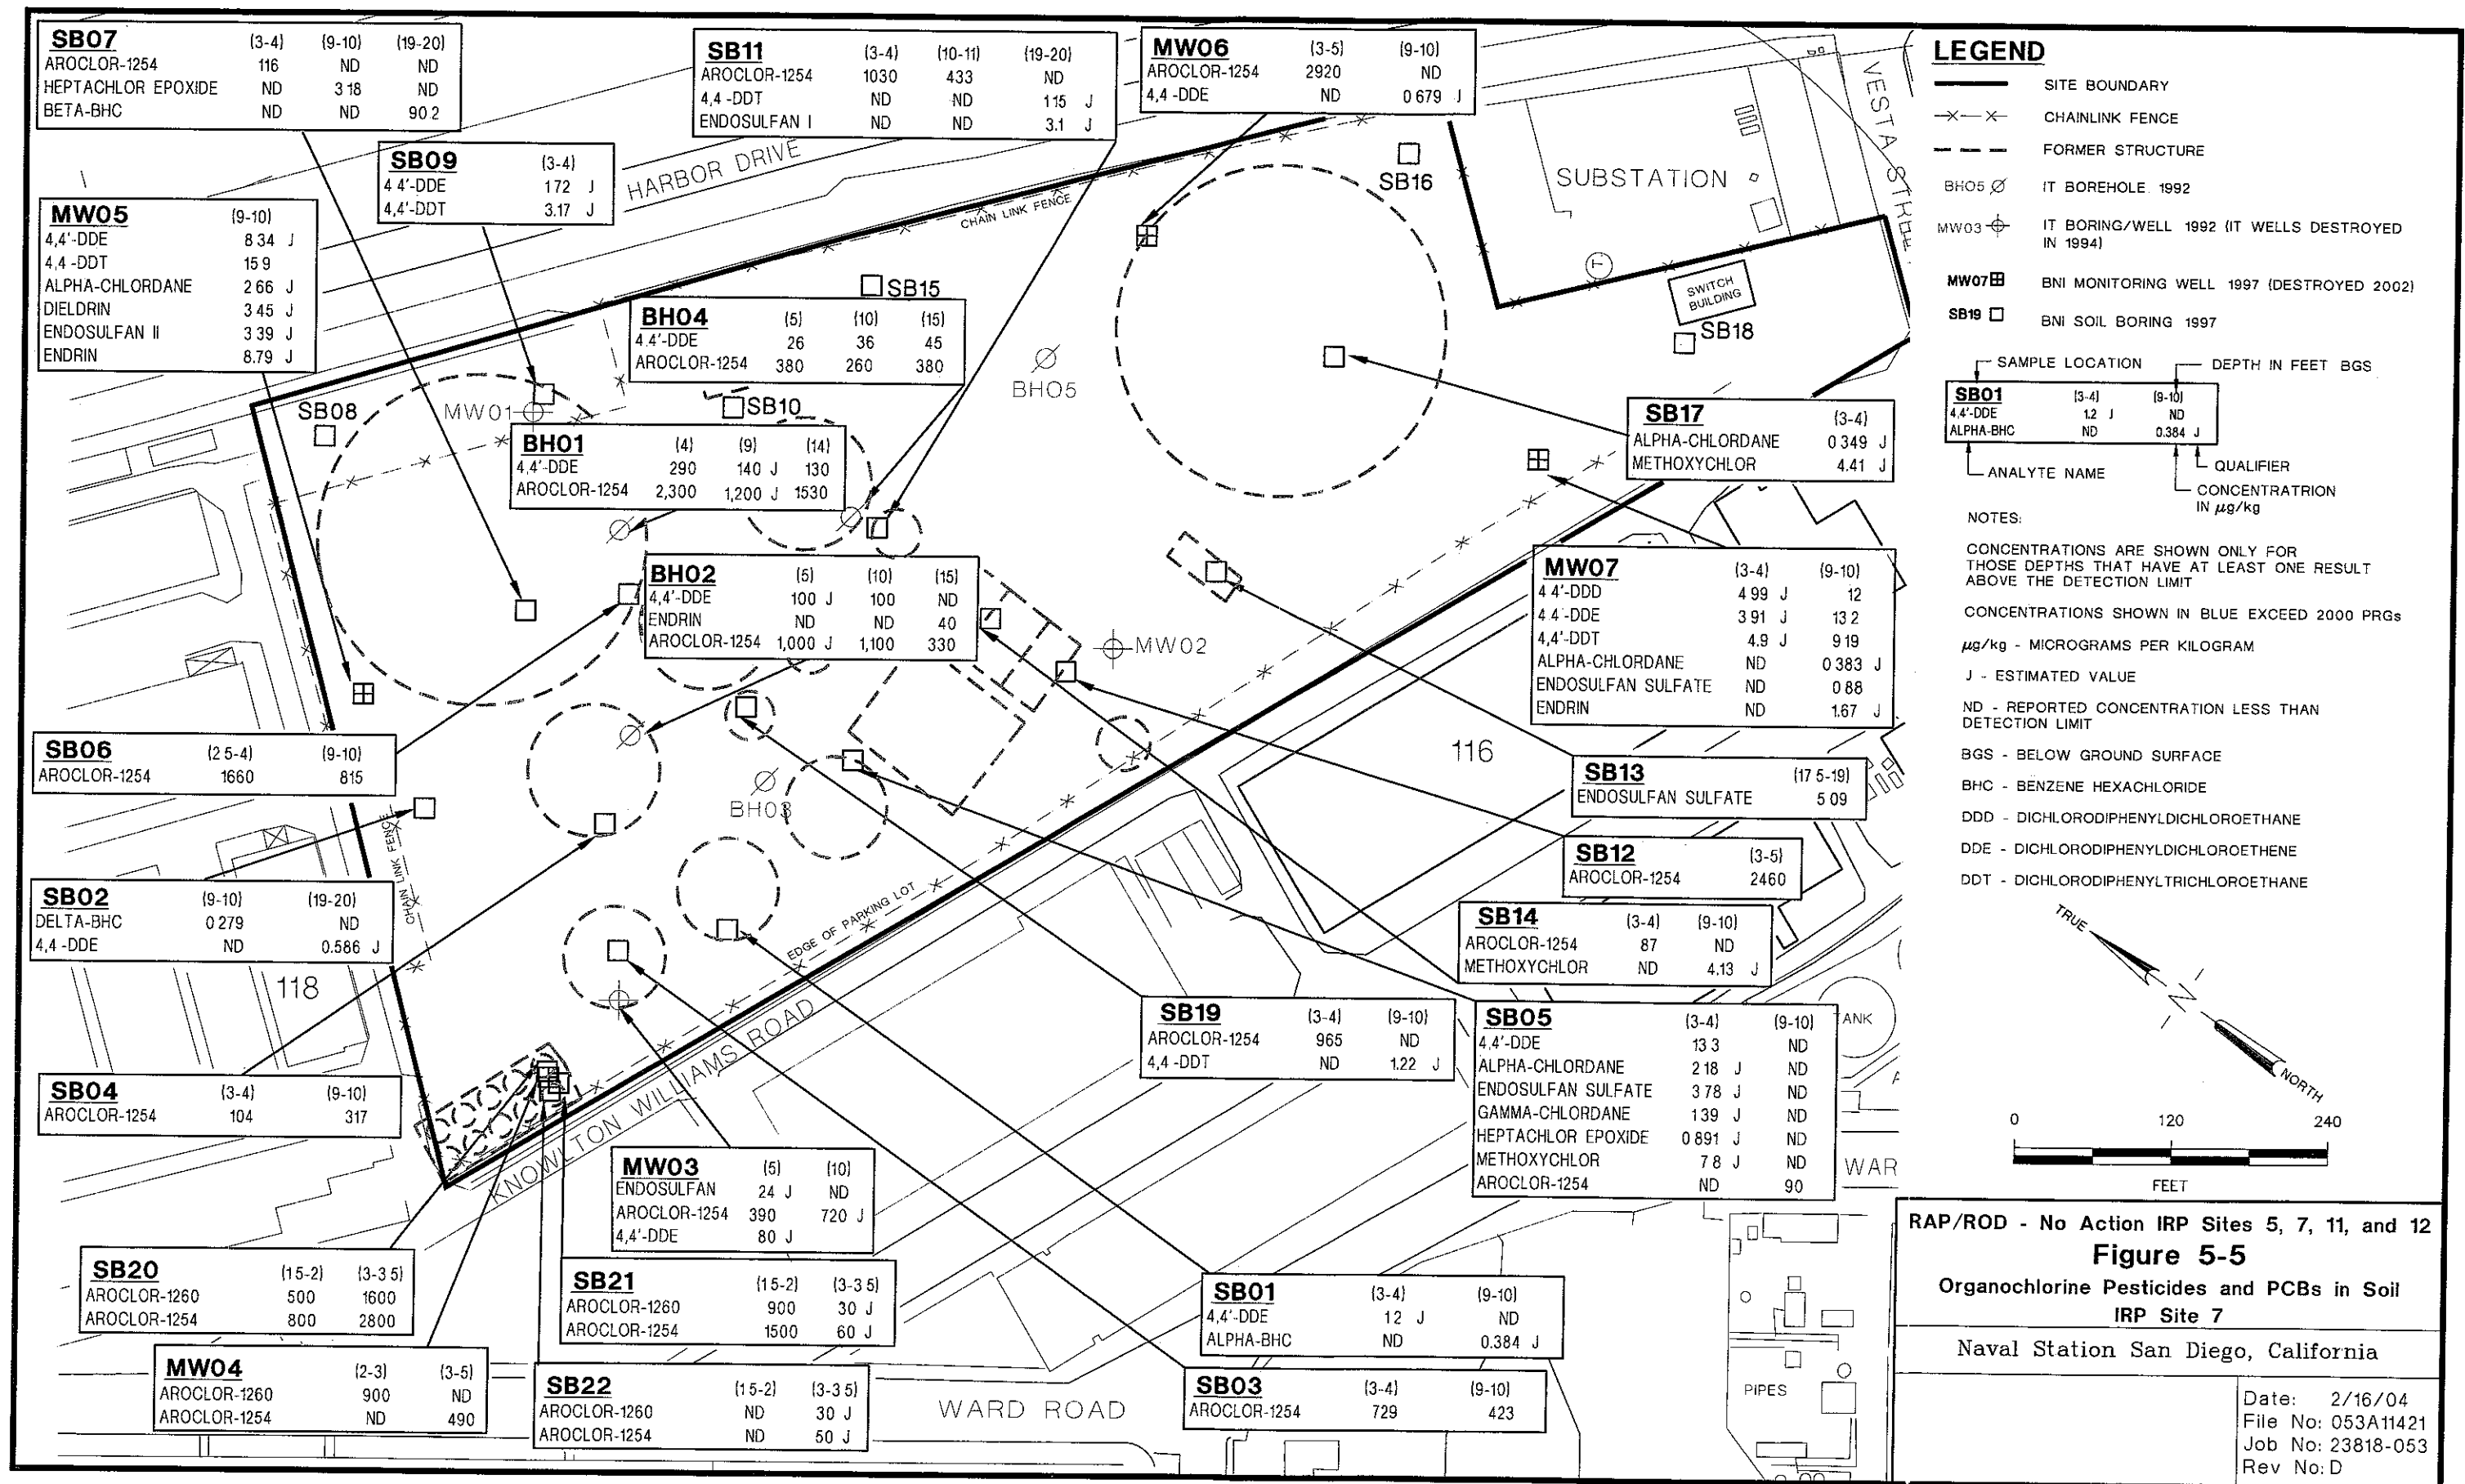 SB07 (3-4) (9-10) (19-20)
AROCLOR-1254 116 ND ND
HEPTACHLOR EPOXIDE ND 3 18 ND
BETA-BHC ND ND 90.2
SB11 (3-4) (10-11) (19-20)
AROCLOR-1254 1030 433 ND
4,4 -DDT ND ND 1 15 J
ENDOSULFAN I ND ND 3.1 J
MW06 (3-5) (9-10)
AROCLOR-1254 2920 ND
4,4 -DDE ND 0 679 J
SB09 (3-4)
4 4'-DDE 1 72 J
4,4'-DDT 3.17 J
MW05 (9-10)
4,4'-DDE 8 34 J
4,4 -DDT 15 9
ALPHA-CHLORDANE 2 66 J
DIELDRIN 3 45 J
ENDOSULFAN II 3 39 J
ENDRIN 8.79 J
HARBOR DRIVE
CHAIN LINK FENCE
SB16
SUBSTATION
VESTA STREET
T
SWITCH
BUILDING
SB18
SB15
BH04 (5) (10) (15)
4.4'-DDE 26 36 45
AROCLOR-1254 380 260 380
BH05
SB08
MW01
SB10
BH01 (4) (9) (14)
4,4'-DDE 290 140 J 130
AROCLOR-1254 2,300 1,200 J 1530
SB17 (3-4)
ALPHA-CHLORDANE 0 349 J
METHOXYCHLOR 4.41 J
BH02 (5) (10) (15)
4,4'-DDE 100 J 100 ND
ENDRIN ND ND 40
AROCLOR-1254 1,000 J 1,100 330
MW02
MW07 (3-4) (9-10)
4 4'-DDD 4 99 J 12
4 4 -DDE 3 91 J 13 2
4,4'-DDT 4.9 J 9 19
ALPHA-CHLORDANE ND 0 383 J
ENDOSULFAN SULFATE ND 0 88
ENDRIN ND 1.67 J
SB06 (2 5-4) (9-10)
AROCLOR-1254 1660 815
BH03
116
SB13 (17 5-19)
ENDOSULFAN SULFATE 5 09
SB12 (3-5)
AROCLOR-1254 2460
CHAIN LINK FENCE
SB02 (9-10) (19-20)
DELTA-BHC 0 279 ND
4,4 -DDE ND 0.586 J
EDGE OF PARKING LOT
SB14 (3-4) (9-10)
AROCLOR-1254 87 ND
METHOXYCHLOR ND 4.13 J
118
SB19 (3-4) (9-10)
AROCLOR-1254 965 ND
4,4 -DDT ND 1.22 J
SB05 (3-4) (9-10)
4,4'-DDE 13 3 ND
ALPHA-CHLORDANE 2 18 J ND
ENDOSULFAN SULFATE 3 78 J ND
GAMMA-CHLORDANE 1 39 J ND
HEPTACHLOR EPOXIDE 0 891 J ND
METHOXYCHLOR 7 8 J ND
AROCLOR-1254 ND 90
ANK
WAR
SB04 (3-4) (9-10)
AROCLOR-1254 104 317
KNOWLTON WILLIAMS ROAD
MW03 (5) (10)
ENDOSULFAN 24 J ND
AROCLOR-1254 390 720 J
4,4'-DDE 80 J
SB20 (1 5-2) (3-3 5)
AROCLOR-1260 500 1600
AROCLOR-1254 800 2800
SB21 (1 5-2) (3-3 5)
AROCLOR-1260 900 30 J
AROCLOR-1254 1500 60 J
SB01 (3-4) (9-10)
4,4'-DDE 1 2 J ND
ALPHA-BHC ND 0.384 J
MW04 (2-3) (3-5)
AROCLOR-1260 900 ND
AROCLOR-1254 ND 490
SB22 (1 5-2) (3-3 5)
AROCLOR-1260 ND 30 J
AROCLOR-1254 ND 50 J
WARD ROAD
SB03 (3-4) (9-10)
AROCLOR-1254 729 423
PIPES
LEGEND
SITE BOUNDARY
CHAINLINK FENCE
FORMER STRUCTURE
BH05 IT BOREHOLE 1992
MW03 IT BORING/WELL 1992 (IT WELLS DESTROYED
IN 1994)
MW07 BNI MONITORING WELL 1997 (DESTROYED 2002)
SB19 BNI SOIL BORING 1997
SAMPLE LOCATION DEPTH IN FEET BGS
SB01 (3-4) (9-10)
4,4'-DDE 1.2 J ND
ALPHA-BHC ND 0.384 J
ANALYTE NAME QUALIFIER
CONCENTRATRION
IN µg/kg
NOTES:
CONCENTRATIONS ARE SHOWN ONLY FOR
THOSE DEPTHS THAT HAVE AT LEAST ONE RESULT
ABOVE THE DETECTION LIMIT
CONCENTRATIONS SHOWN IN BLUE EXCEED 2000 PRGs
µg/kg - MICROGRAMS PER KILOGRAM
J - ESTIMATED VALUE
ND - REPORTED CONCENTRATION LESS THAN
DETECTION LIMIT
BGS - BELOW GROUND SURFACE
BHC - BENZENE HEXACHLORIDE
DDD - DICHLORODIPHENYLDICHLOROETHANE
DDE - DICHLORODIPHENYLDICHLOROETHENE
DDT - DICHLORODIPHENYLTRICHLOROETHANE
TRUE
N
NORTH
0 120 240
FEET
RAP/ROD - No Action IRP Sites 5, 7, 11, and 12
Figure 5-5
Organochlorine Pesticides and PCBs in Soil
IRP Site 7
Naval Station San Diego, California
Date: 2/16/04
File No: 053A11421
Job No: 23818-053
Rev No: D